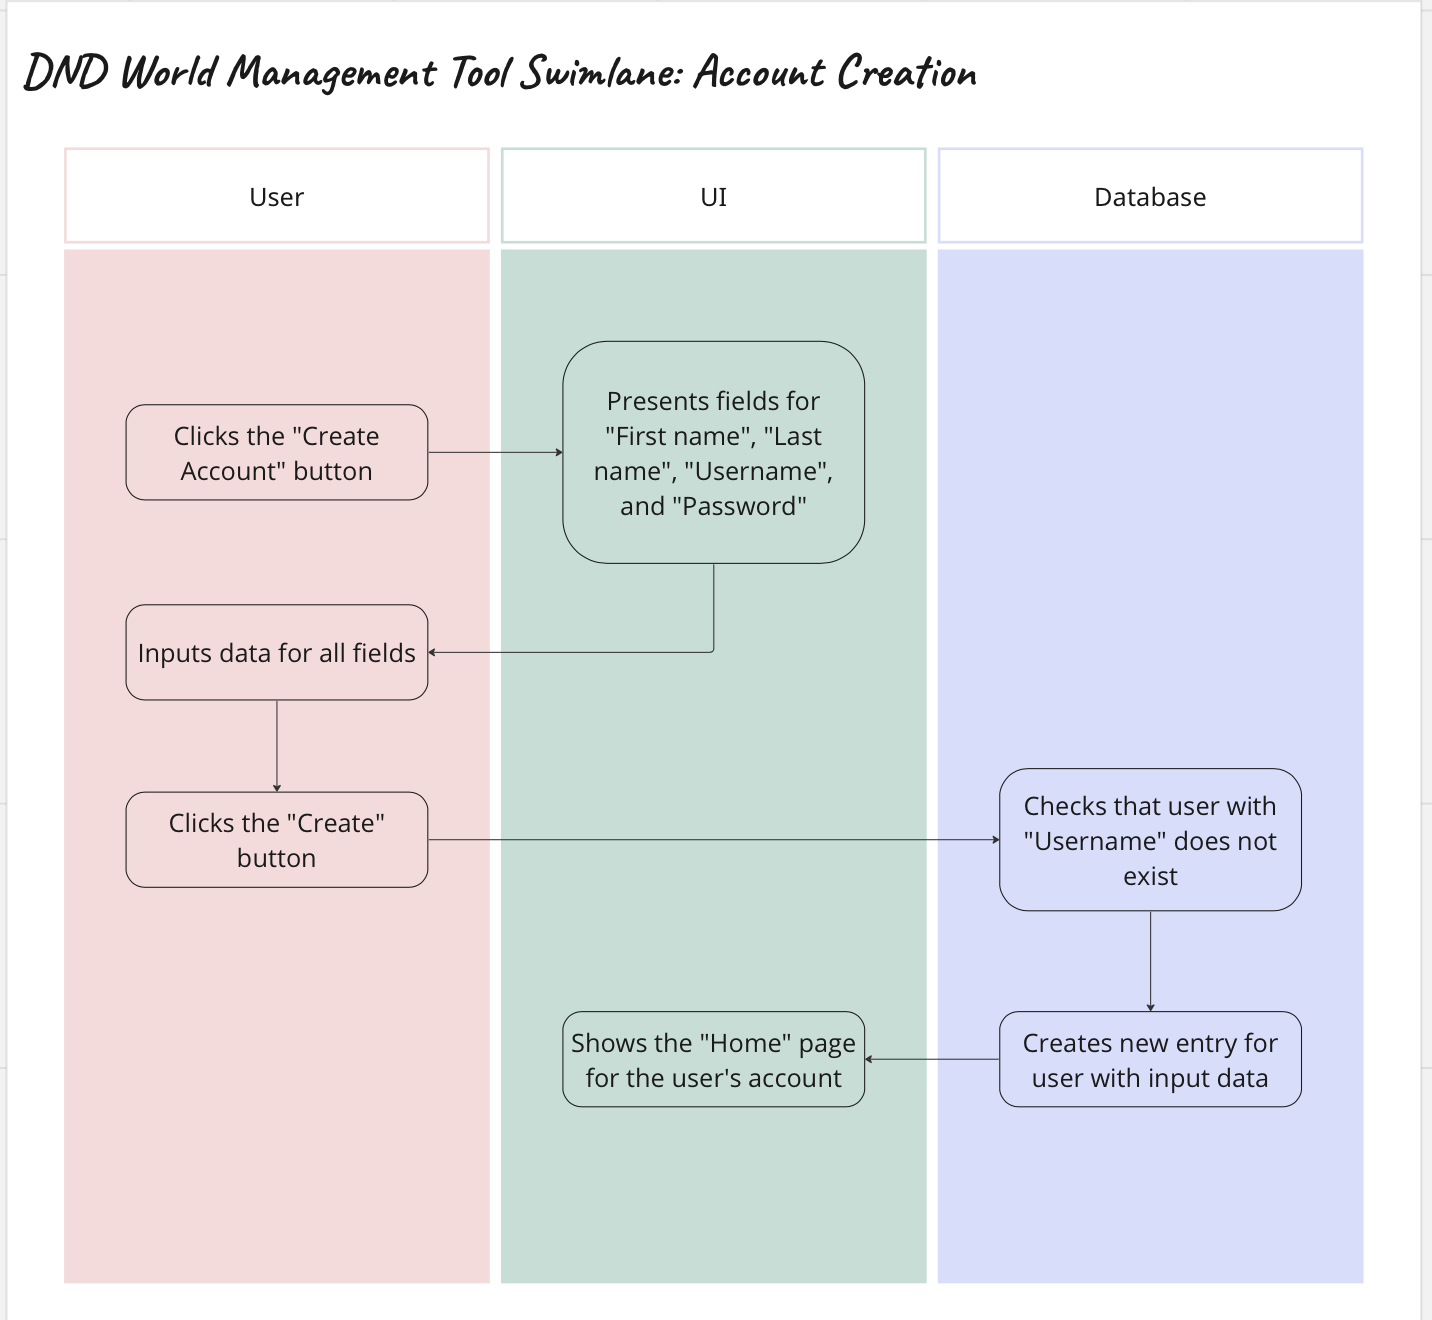 DND World Management Tool Swimlane: Account Creation
User
UI
Database
Clicks the "Create
Account" button
Presents fields for
"First name", "Last
name", "Username",
and "Password"
Inputs data for all fields
Clicks the "Create"
button
Checks that user with
"Username" does not
exist
Creates new entry for
user with input data
Shows the "Home" page
for the user's account